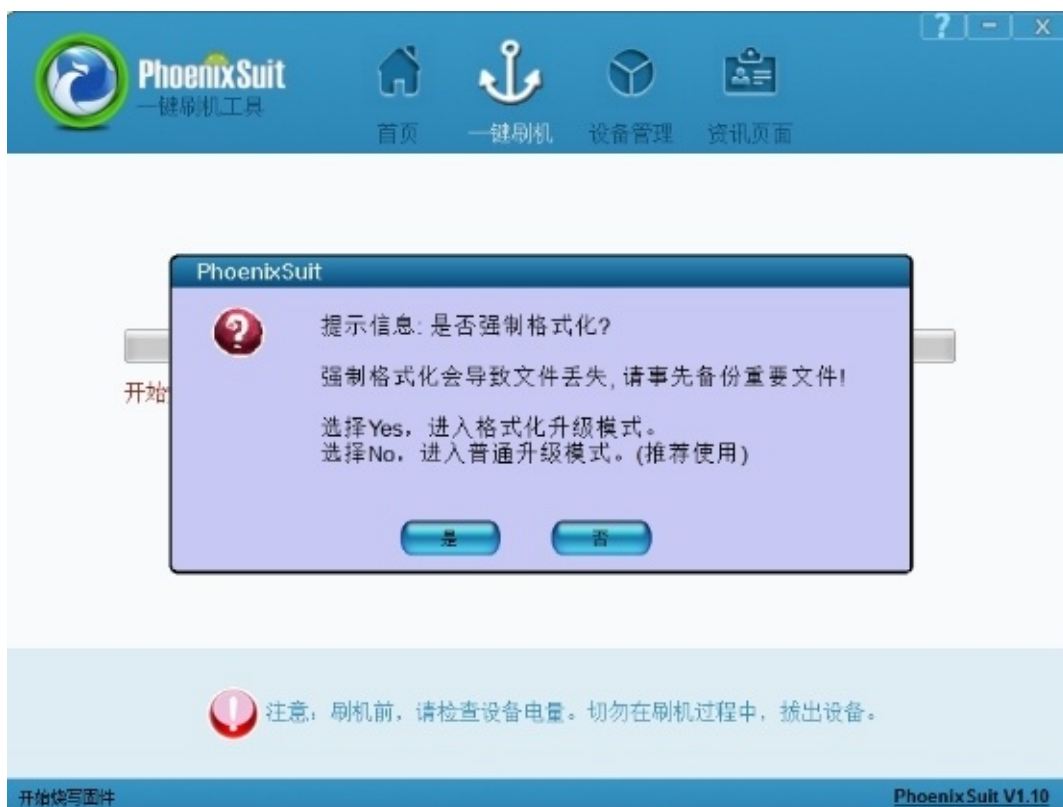 ? - X
PhoenixSuit
一键刷机工具
首页 一键刷机 设备管理 资讯页面
PhoenixSuit
提示信息: 是否强制格式化?
强制格式化会导致文件丢失, 请事先备份重要文件!
开始
选择Yes，进入格式化升级模式。
选择No，进入普通升级模式。(推荐使用)
是 否
注意：刷机前，请检查设备电量。切勿在刷机过程中，拔出设备。
开始烧写固件 PhoenixSuit V1.10